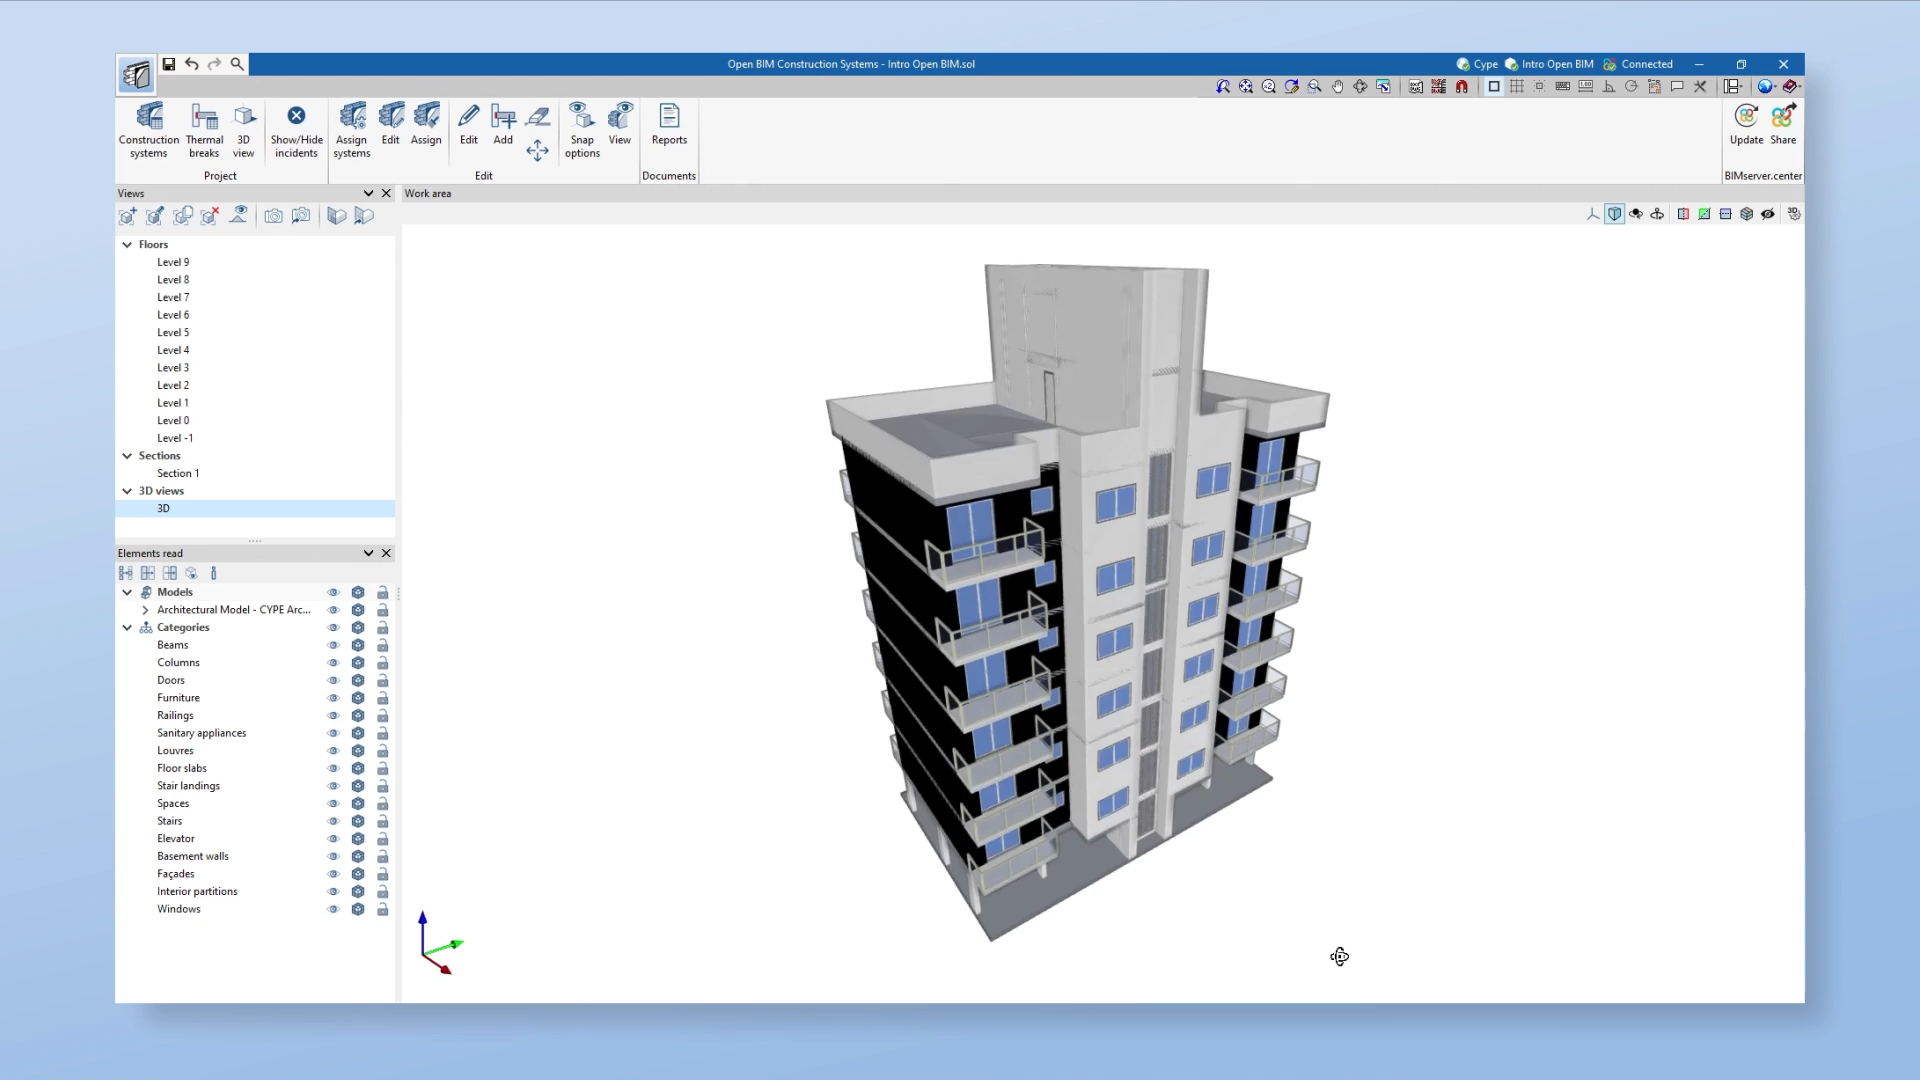 Open BIM Construction Systems - Intro Open BIM.sol
Cype
Intro Open BIM
Connected
Construction systems
Thermal breaks
3D view
Show/Hide incidents
Assign systems
Edit
Assign
Edit
Add
Snap options
View
Reports
Update
Share
Project
Edit
Documents
BIMserver.center
Views
Work area
Floors
Level 9
Level 8
Level 7
Level 6
Level 5
Level 4
Level 3
Level 2
Level 1
Level 0
Level -1
Sections
Section 1
3D views
3D
Elements read
Models
Architectural Model - CYPE Arc...
Categories
Beams
Columns
Doors
Furniture
Railings
Sanitary appliances
Louvres
Floor slabs
Stair landings
Spaces
Stairs
Elevator
Basement walls
Façades
Interior partitions
Windows